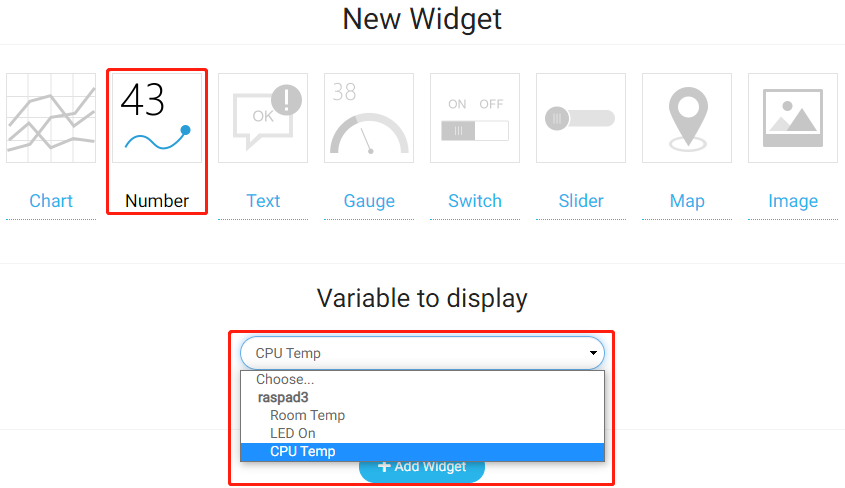 New Widget
43
OK
!
38
ON OFF
Chart
Number
Text
Gauge
Switch
Slider
Map
Image
Variable to display
CPU Temp
Choose...
raspad3
Room Temp
LED On
CPU Temp
+ Add Widget